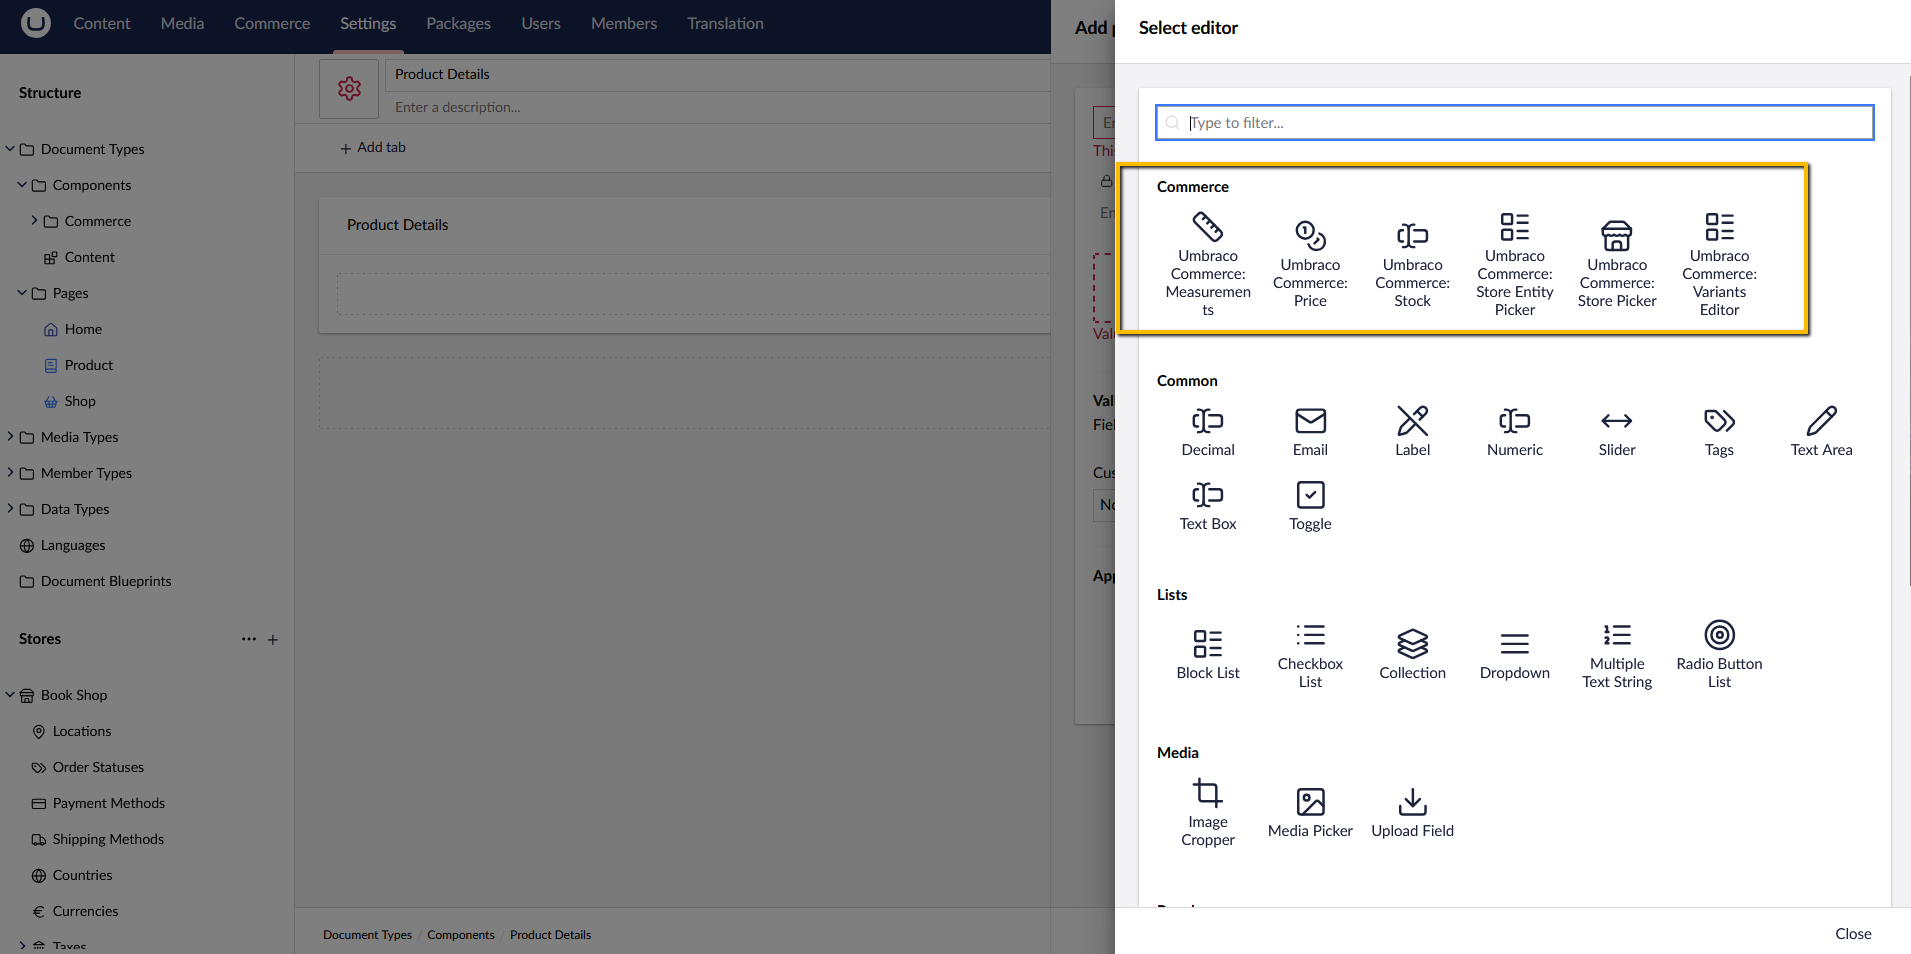 Content Media Commerce Settings Packages Users Members Translation
Structure
Document Types
Components
Commerce
Content
Pages
Home
Product
Shop
Media Types
Member Types
Data Types
Languages
Document Blueprints
Stores
Book Shop
Locations
Order Statuses
Payment Methods
Shipping Methods
Countries
Currencies
Taxes
Product Details
Enter a description...
+ Add tab
Product Details
Document Types / Components / Product Details
Add
Select editor
Type to filter...
Commerce
Umbraco
Commerce:
Measuremen
ts
Umbraco
Commerce:
Price
Umbraco
Commerce:
Stock
Umbraco
Commerce:
Store Entity
Picker
Umbraco
Commerce:
Store Picker
Umbraco
Commerce:
Variants
Editor
Common
Decimal Email Label Numeric Slider Tags Text Area
Text Box Toggle
Lists
Block List
Checkbox
List
Collection
Dropdown
Multiple
Text String
Radio Button
List
Media
Image
Cropper
Media Picker
Upload Field
Close